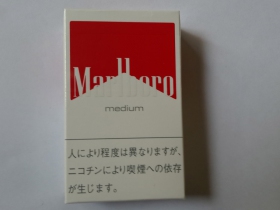 Marlboro
medium
人により程度は異なりますが、
ニコチンにより喫煙への依存
が生じます。